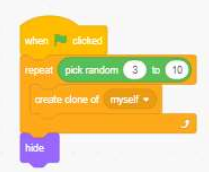 when clicked
repeat pick random 3 to 10
create clone of myself
hide